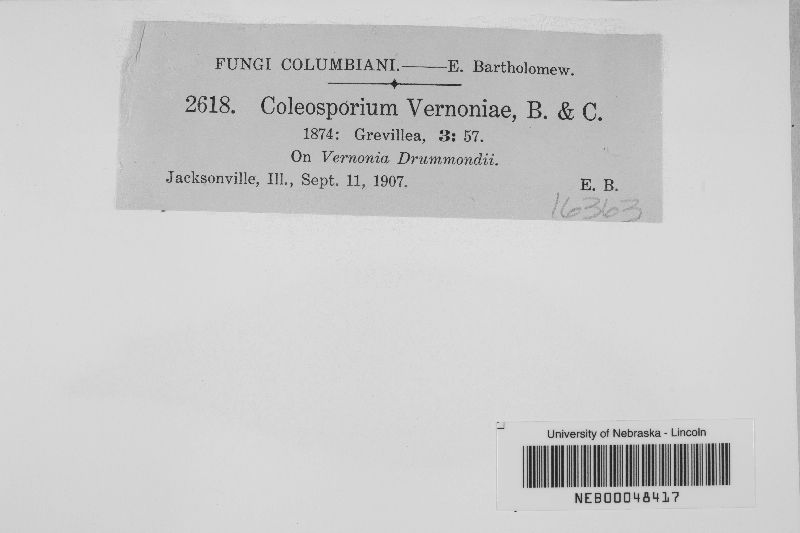 FUNGI COLUMBIANI.——E. Bartholomew.
2618. Coleosporium Vernoniae, B. & C.
1874: Grevillea, 3: 57.
On Vernonia Drummondii.
Jacksonville, Ill., Sept. 11, 1907. E. B.
16363
University of Nebraska - Lincoln
NEB00048417